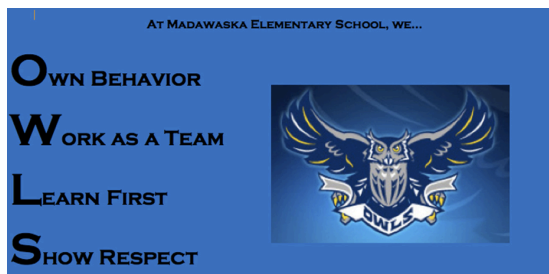 At Madawaska Elementary School, we...
Own Behavior
Work as a Team
Learn First
Show Respect
OWLS